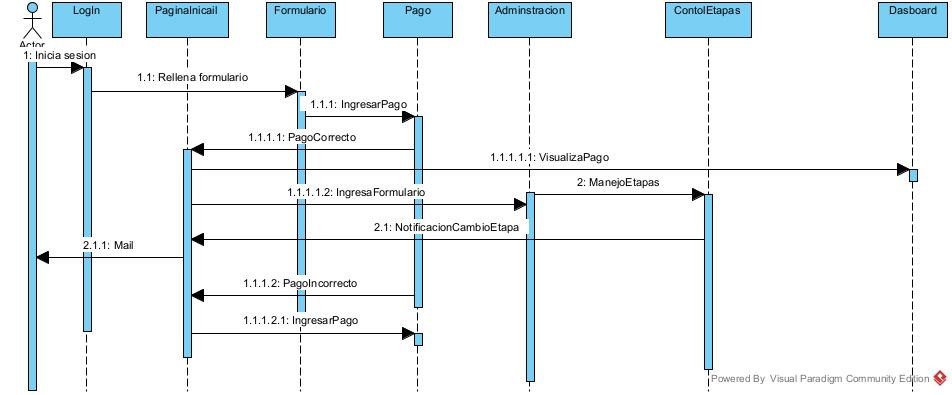 LogIn
PaginaInicail
Formulario
Pago
Adminstracion
ContolEtapas
Dasboard
Actor
1: Inicia sesion
1.1: Rellena formulario
1.1.1: IngresarPago
1.1.1.1: PagoCorrecto
1.1.1.1.1: VisualizaPago
2: ManejoEtapas
1.1.1.1.2: IngresaFormulario
2.1: NotificacionCambioEtapa
2.1.1: Mail
1.1.1.2: PagoIncorrecto
1.1.1.2.1: IngresarPago
Powered By Visual Paradigm Community Edition